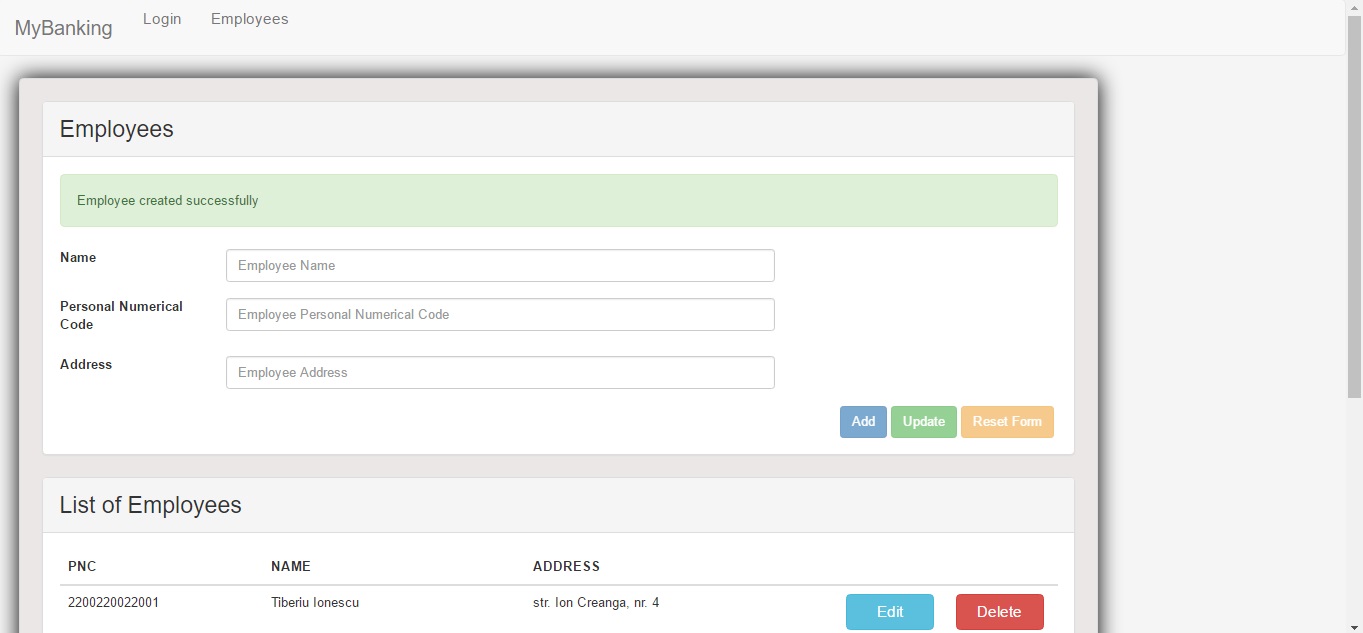 MyBanking Login Employees
Employees
Employee created successfully
Name Employee Name
Personal Numerical Code Employee Personal Numerical Code
Address Employee Address
Add Update Reset Form
List of Employees
PNC NAME ADDRESS
2200220022001 Tiberiu Ionescu str. Ion Creanga, nr. 4 Edit Delete